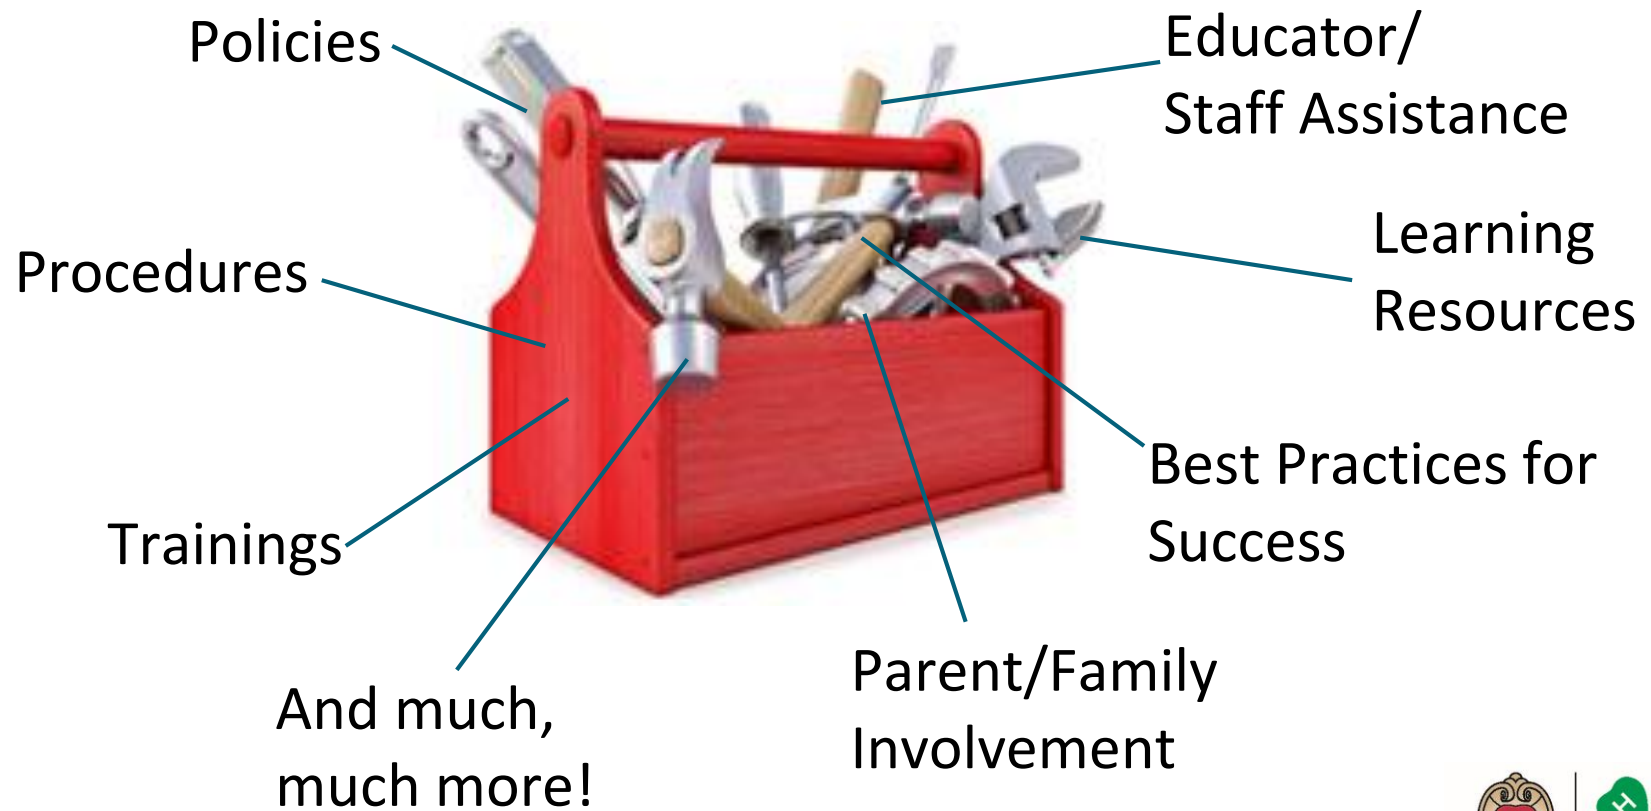 Policies
Educator/
Staff Assistance
Learning
Resources
Procedures
Best Practices for
Success
Trainings
Parent/Family
Involvement
And much,
much more!
H